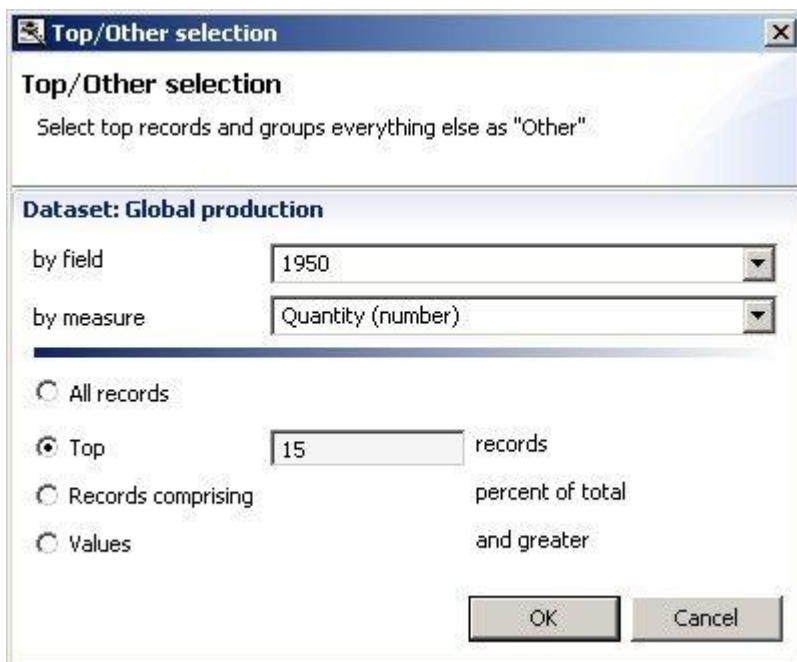 Top/Other selection
Top/Other selection
Select top records and groups everything else as "Other"
Dataset: Global production
by field 1950
by measure Quantity (number)
All records
Top 15 records
Records comprising percent of total
Values and greater
OK Cancel